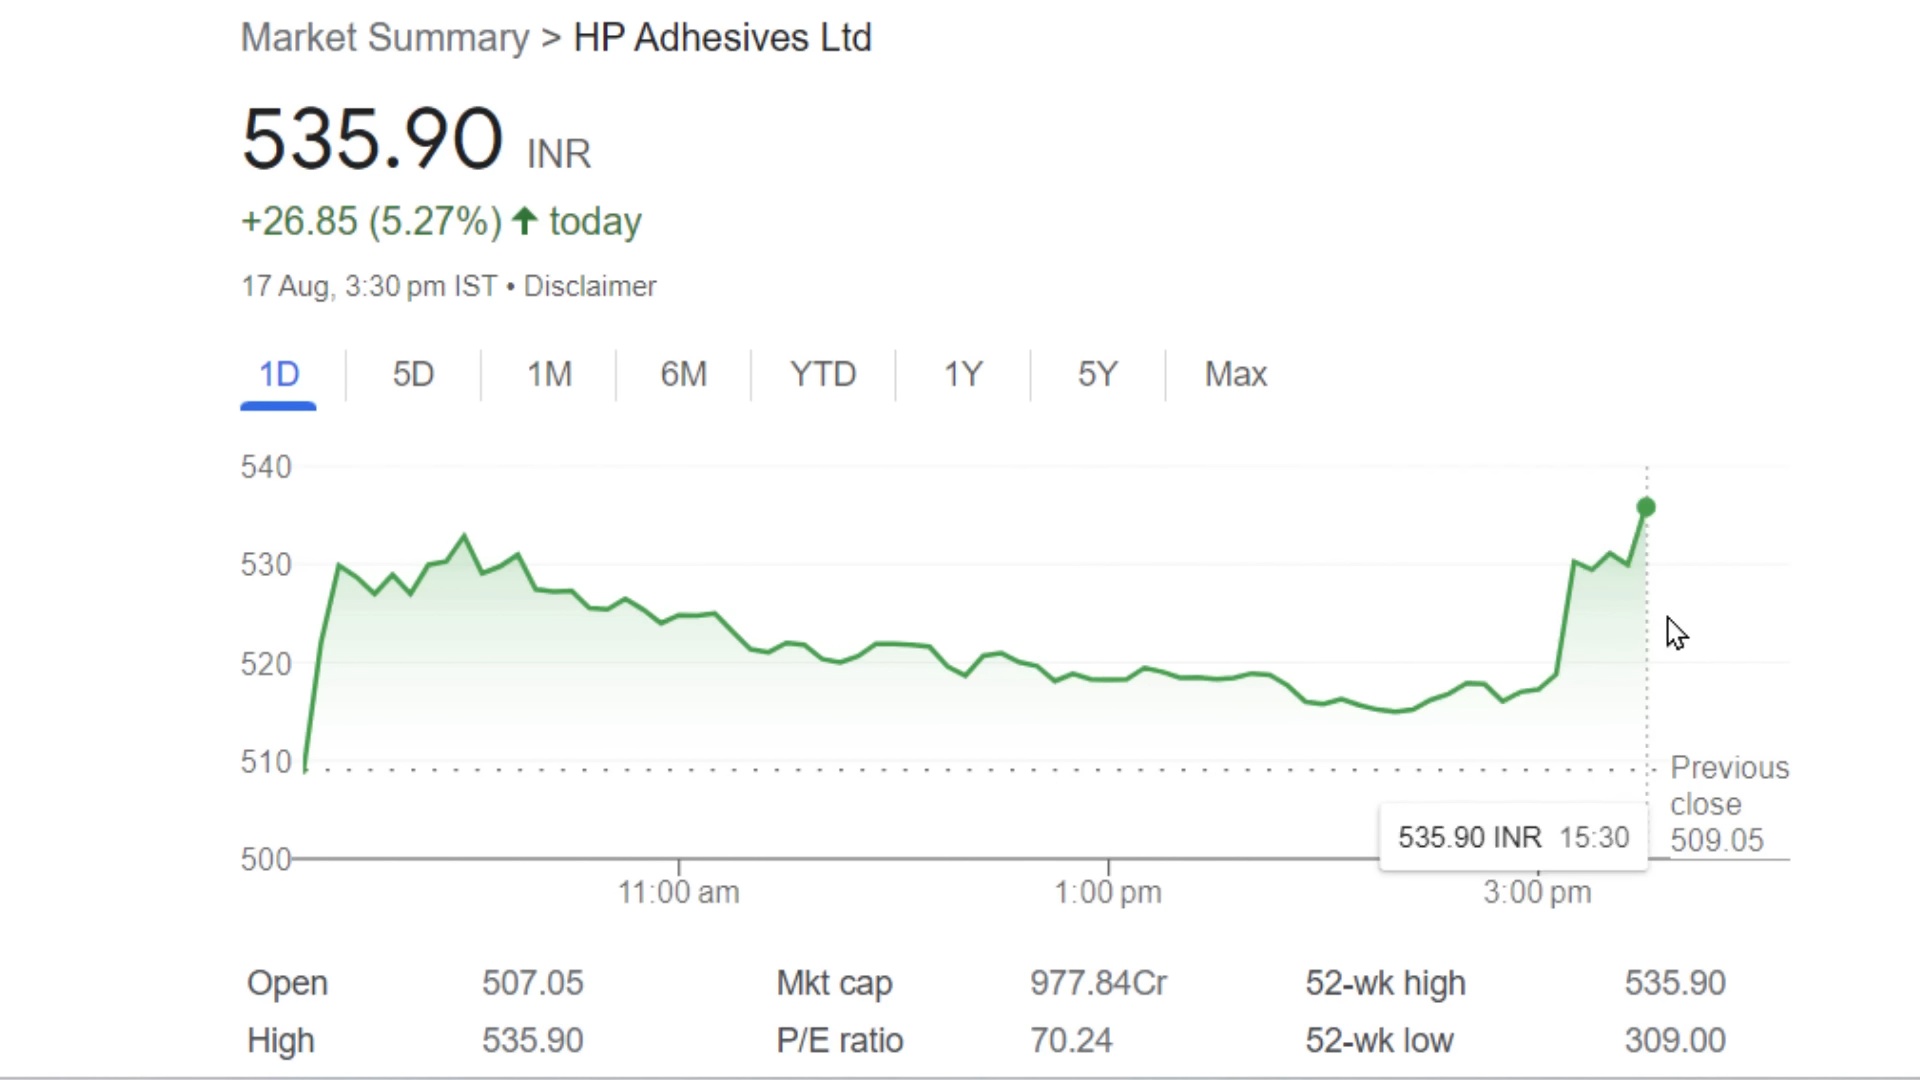 Market Summary > HP Adhesives Ltd
535.90 INR
+26.85 (5.27%) ↑ today
17 Aug, 3:30 pm IST • Disclaimer
1D 5D 1M 6M YTD 1Y 5Y Max
540
530
520
510
500
Previous
close
509.05
535.90 INR 15:30
11:00 am 1:00 pm 3:00 pm
Open 507.05 Mkt cap 977.84Cr 52-wk high 535.90
High 535.90 P/E ratio 70.24 52-wk low 309.00